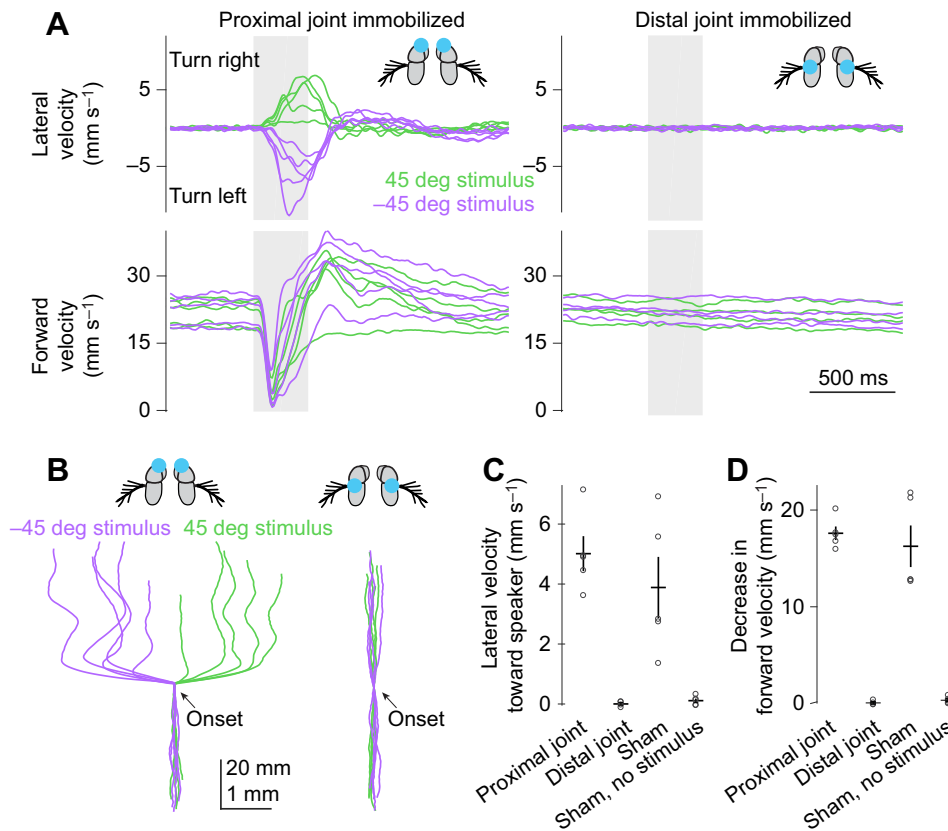 A
Proximal joint immobilized
Distal joint immobilized
Turn right
Turn left
Lateral
velocity
(mm s–1)
5
–5
5
–5
45 deg stimulus
–45 deg stimulus
Forward
velocity
(mm s–1)
30
15
0
30
15
0
500 ms
B
–45 deg stimulus 45 deg stimulus
Onset
Onset
20 mm
1 mm
C
Lateral velocity
toward speaker (mm s–1)
6
4
2
0
Proximal joint
Distal joint
Sham
Sham, no stimulus
D
Decrease in
forward velocity (mm s–1)
20
10
0
Proximal joint
Distal joint
Sham
Sham, no stimulus